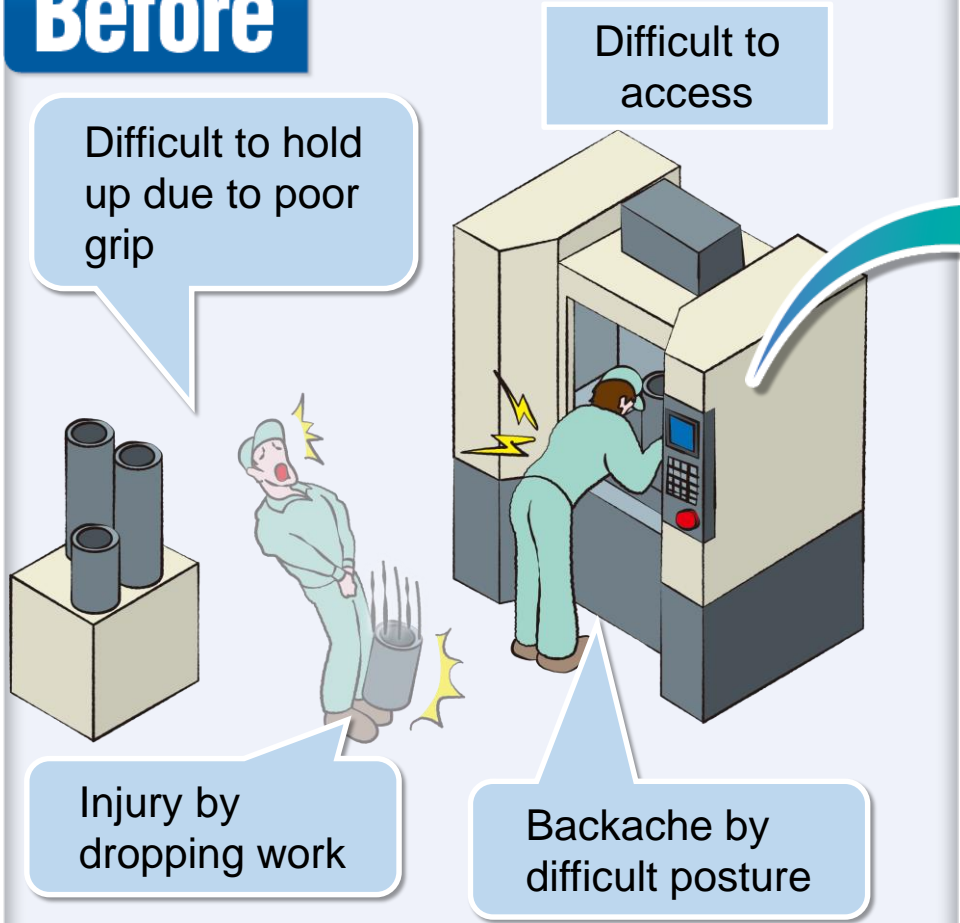 Before
Difficult to
access
Difficult to hold
up due to poor
grip
Injury by
dropping work
Backache by
difficult posture